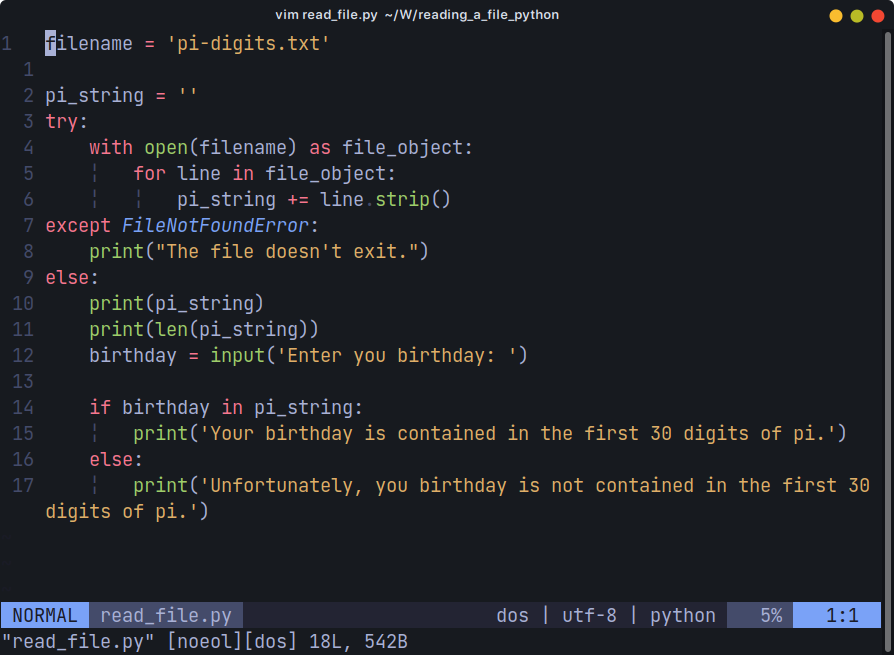 vim read_file.py ~/W/reading_a_file_python
1 filename = 'pi-digits.txt'
1
2 pi_string = ''
3 try:
4 with open(filename) as file_object:
5 ¦ for line in file_object:
6 ¦ ¦ pi_string += line.strip()
7 except FileNotFoundError:
8 print("The file doesn't exit.")
9 else:
10 print(pi_string)
11 print(len(pi_string))
12 birthday = input('Enter you birthday: ')
13
14 if birthday in pi_string:
15 ¦ print('Your birthday is contained in the first 30 digits of pi.')
16 else:
17 ¦ print('Unfortunately, you birthday is not contained in the first 30
digits of pi.')
NORMAL read_file.py dos | utf-8 | python 5% 1:1
"read_file.py" [noeol][dos] 18L, 542B